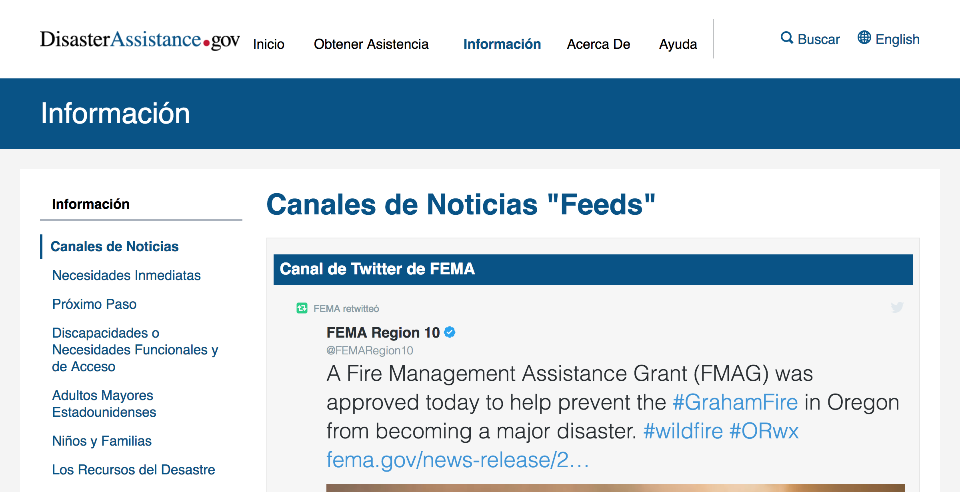 DisasterAssistance.gov
Inicio
Obtener Asistencia
Información
Acerca De
Ayuda
Buscar
English
Información
Información
Canales de Noticias
Necesidades Inmediatas
Próximo Paso
Discapacidades o
Necesidades Funcionales y
de Acceso
Adultos Mayores
Estadounidenses
Niños y Familias
Los Recursos del Desastre
Canales de Noticias "Feeds"
Canal de Twitter de FEMA
FEMA retwitteó
FEMA Region 10
@FEMARegion10
A Fire Management Assistance Grant (FMAG) was
approved today to help prevent the #GrahamFire in Oregon
from becoming a major disaster. #wildfire #ORwx
fema.gov/news-release/2…